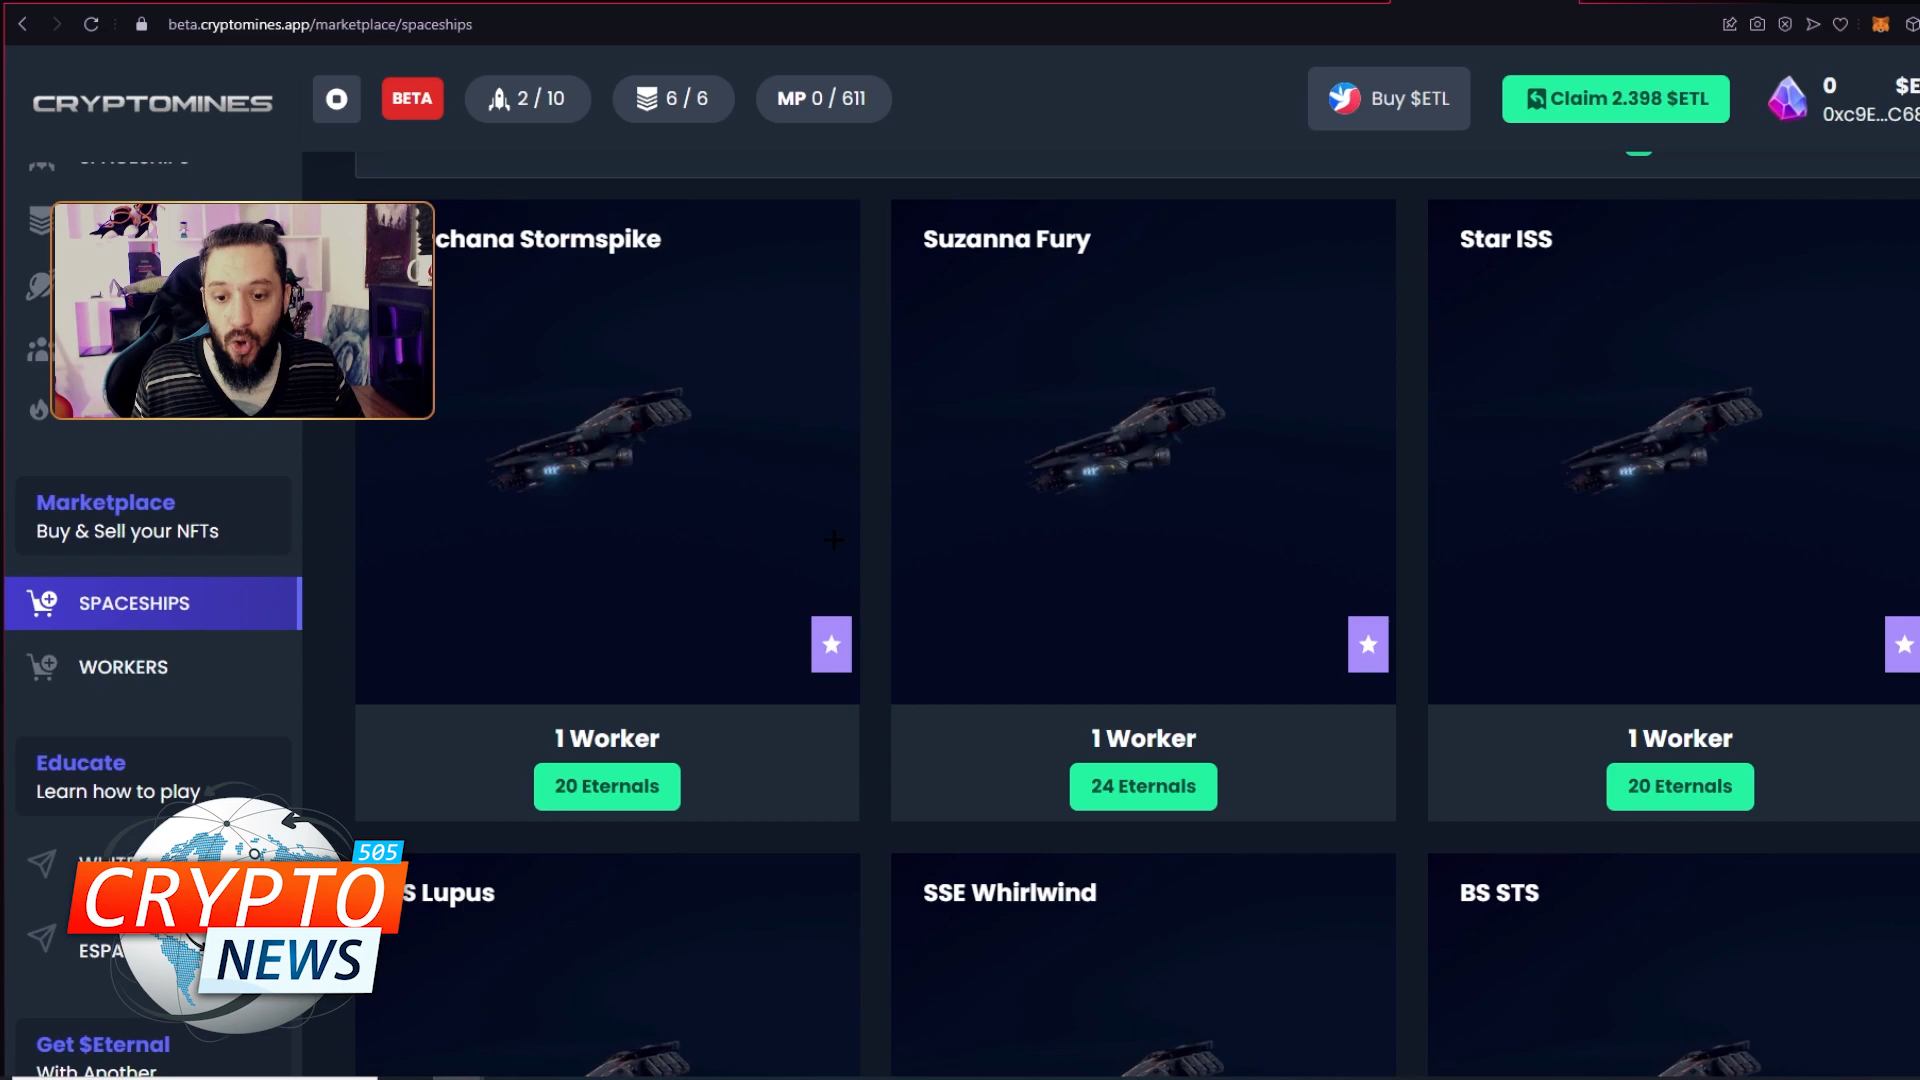 beta.cryptomines.app/marketplace/spaceships
CRYPTOMINES
BETA
2 / 10
6 / 6
MP 0 / 611
Buy $ETL
Claim 2.398 $ETL
0
0xc9E...C68
chana Stormspike
Suzanna Fury
Star ISS
Marketplace
Buy & Sell your NFTs
SPACESHIPS
WORKERS
1 Worker
1 Worker
1 Worker
20 Eternals
24 Eternals
20 Eternals
Educate
Learn how to play
S Lupus
SSE Whirlwind
BS STS
505
CRYPTO
NEWS
ESPA
Get $Eternal
With Another